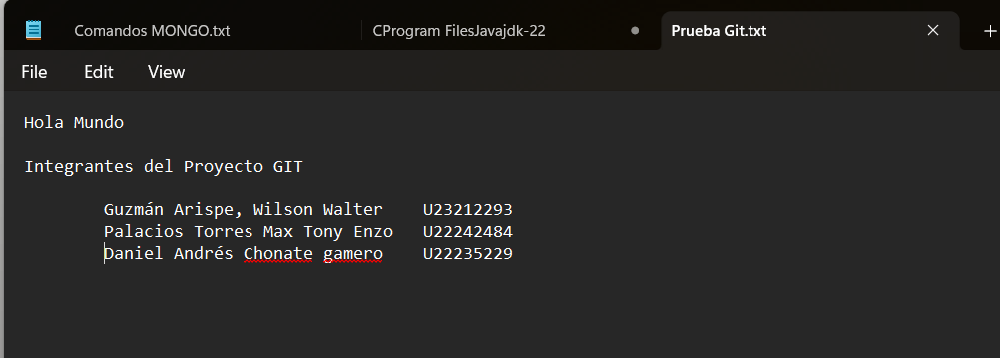 Comandos MONGO.txt CProgram FilesJavajdk-22 Prueba Git.txt
File Edit View
Hola Mundo
Integrantes del Proyecto GIT
Guzmán Arispe, Wilson Walter U23212293
Palacios Torres Max Tony Enzo U22242484
Daniel Andrés Chonate gamero U22235229